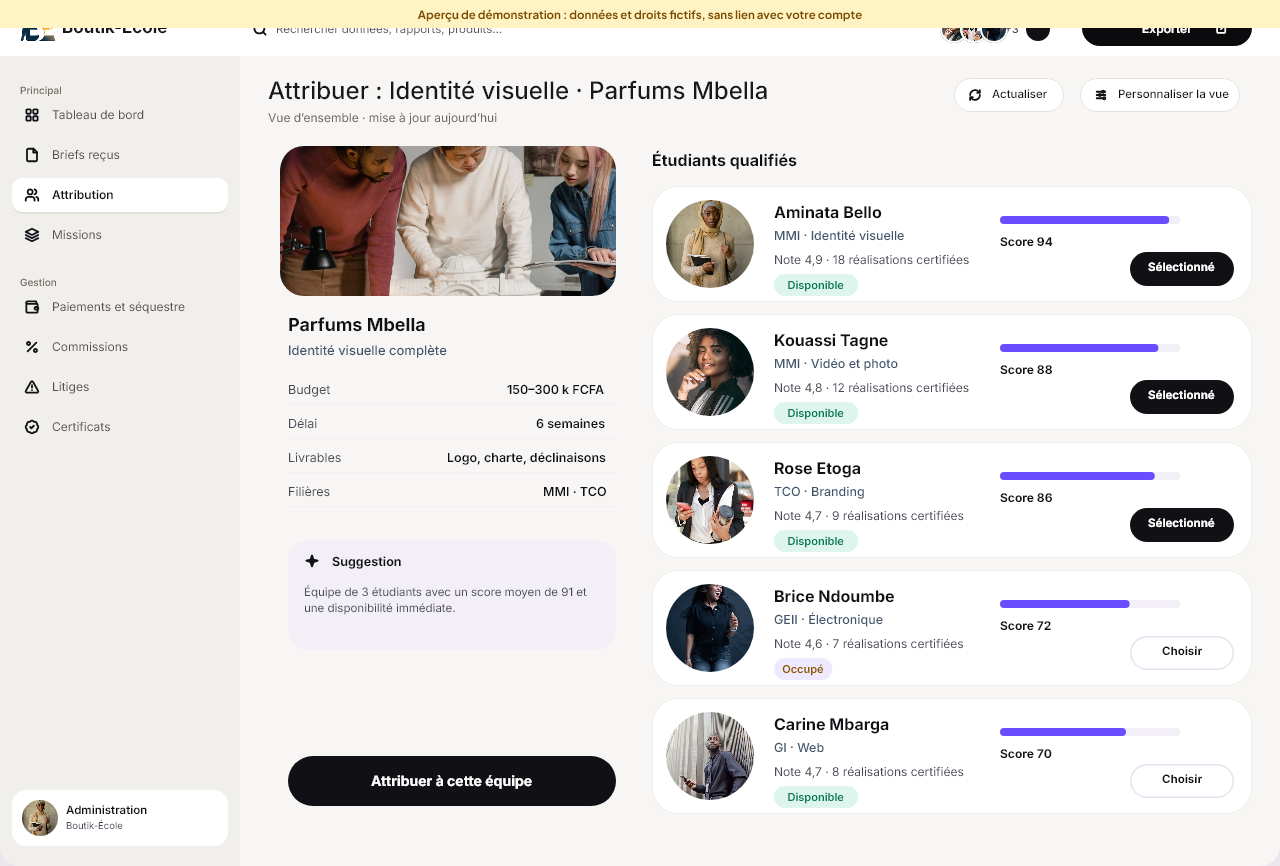 Aperçu de démonstration : données et droits fictifs, sans lien avec votre compte
Boutik-École
Rechercher données, rapports, produits...
+3
Exporter
Principal
Tableau de bord
Briefs reçus
Attribution
Missions
Gestion
Paiements et séquestre
Commissions
Litiges
Certificats
Administration
Boutik-École
Attribuer : Identité visuelle · Parfums Mbella
Vue d'ensemble · mise à jour aujourd'hui
Actualiser
Personnaliser la vue
Parfums Mbella
Identité visuelle complète
Budget 150–300 k FCFA
Délai 6 semaines
Livrables Logo, charte, déclinaisons
Filières MMI · TCO
Suggestion
Équipe de 3 étudiants avec un score moyen de 91 et
une disponibilité immédiate.
Attribuer à cette équipe
Étudiants qualifiés
Aminata Bello
MMI · Identité visuelle
Note 4,9 · 18 réalisations certifiées
Disponible
Score 94
Sélectionné
Kouassi Tagne
MMI · Vidéo et photo
Note 4,8 · 12 réalisations certifiées
Disponible
Score 88
Sélectionné
Rose Etoga
TCO · Branding
Note 4,7 · 9 réalisations certifiées
Disponible
Score 86
Sélectionné
Brice Ndoumbe
GEII · Électronique
Note 4,6 · 7 réalisations certifiées
Occupé
Score 72
Choisir
Carine Mbarga
GI · Web
Note 4,7 · 8 réalisations certifiées
Disponible
Score 70
Choisir